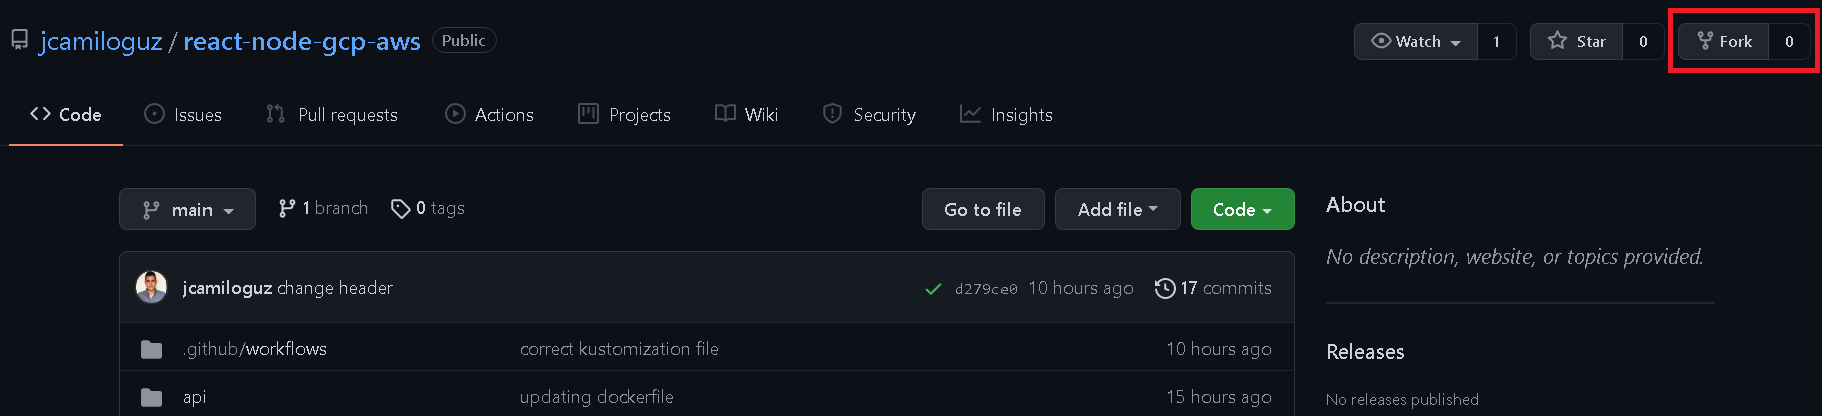 jcamiloguz / react-node-gcp-aws Public Watch 1 Star 0 Fork 0
Code Issues Pull requests Actions Projects Wiki Security Insights
main 1 branch 0 tags Go to file Add file Code
About
No description, website, or topics provided.
jcamiloguz change header d279ce0 10 hours ago 17 commits
.github/workflows correct kustomization file 10 hours ago
Releases
api updating dockerfile 15 hours ago
No releases published